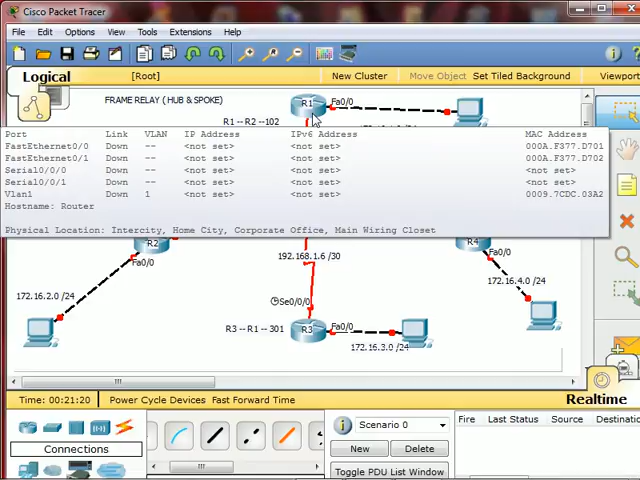 Cisco Packet Tracer
File Edit Options View Tools Extensions Help
Logical [Root] New Cluster Move Object Set Tiled Background Viewport
FRAME RELAY ( HUB & SPOKE)
R1 Fa0/0
R1 -- R2 --102
Port Link VLAN IP Address IPv6 Address MAC Address
FastEthernet0/0 Down -- <not set> <not set> 000A.F377.D701
FastEthernet0/1 Down -- <not set> <not set> 000A.F377.D702
Serial0/0/0 Down -- <not set> <not set> <not set>
Serial0/0/1 Down -- <not set> <not set> <not set>
Vlan1 Down 1 <not set> <not set> 0009.7CDC.03A2
Hostname: Router
Physical Location: Intercity, Home City, Corporate Office, Main Wiring Closet
R2 R4
Fa0/0 192.168.1.6 /30 Fa0/0
172.16.4.0 /24
172.16.2.0 /24
Se0/0/0
R3 -- R1 -- 301 R3 Fa0/0
172.16.3.0 /24
Time: 00:21:20 Power Cycle Devices Fast Forward Time Realtime
Scenario 0
Fire Last Status Source Destinatio
Connections
New Delete
Toggle PDU List Window